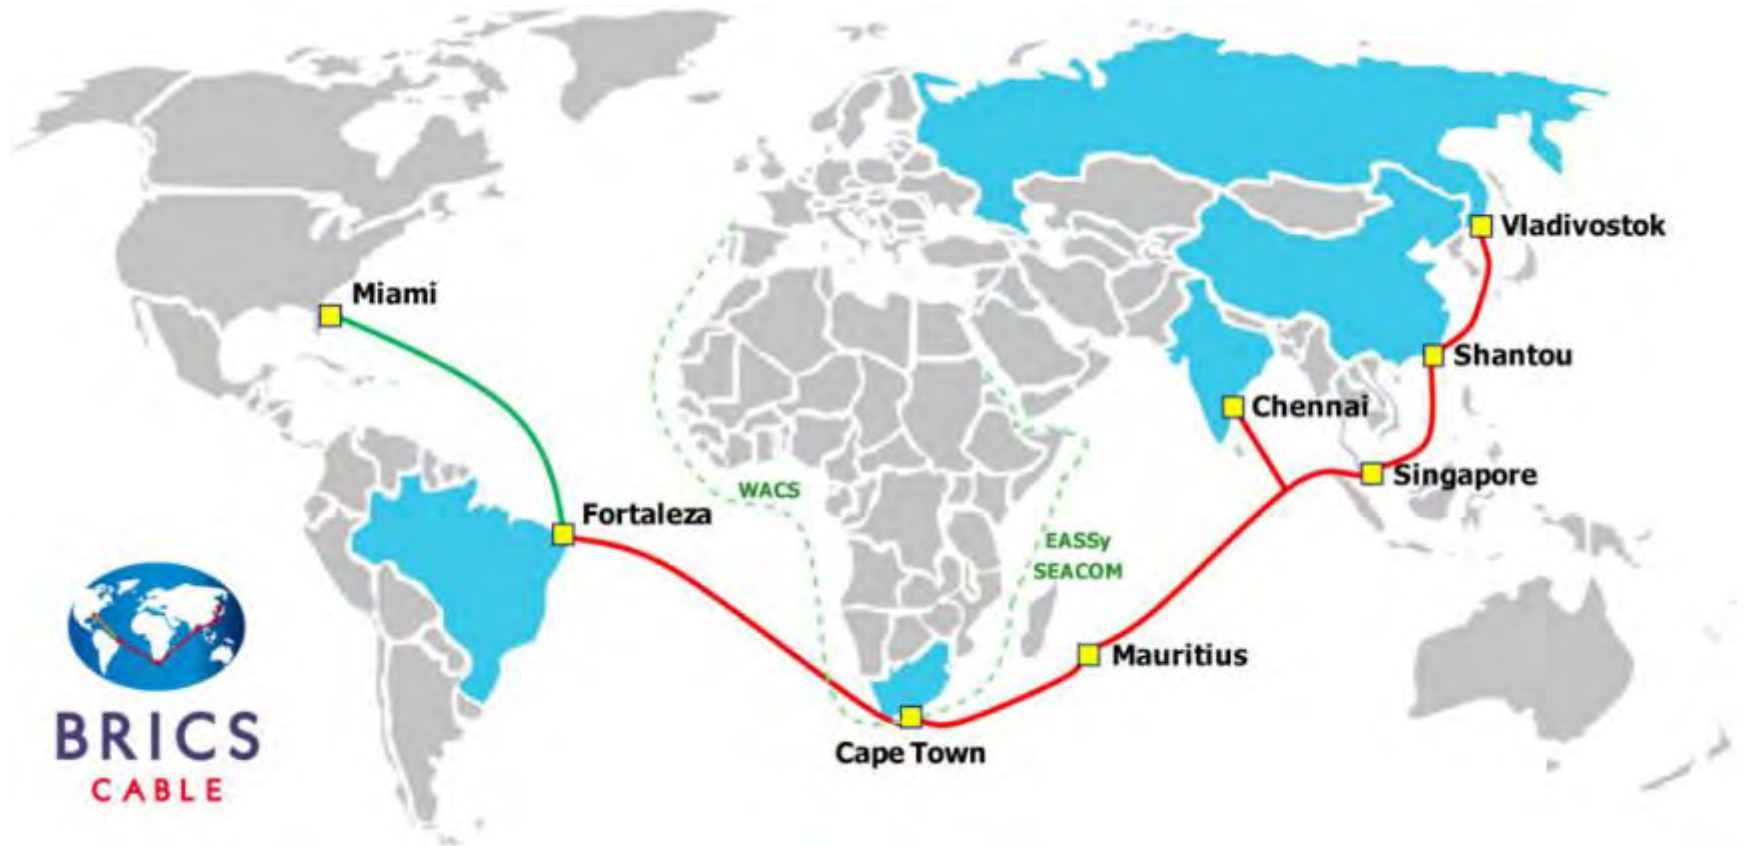 Vladivostok
Miami
Shantou
Chennai
Singapore
WACS
Fortaleza
EASSy
SEACOM
Mauritius
BRICS
CABLE
Cape Town